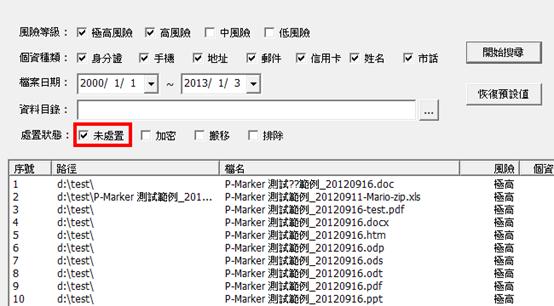 風險等級： 極高風險 高風險 中風險 低風險
個資種類： 身分證 手機 地址 郵件 信用卡 姓名 市話
開始搜尋
檔案日期： 2000/ 1/ 1 ~ 2013/ 1/ 3
恢復預設值
資料目錄： ...
處置狀態： 未處置 加密 搬移 排除
序號 路徑 檔名 風險 個資
1 d:\test\ P-Marker 測試??範例_20120916.doc 極高
2 d:\test\P-Marker 測試範例_201... P-Marker 測試範例_20120911-Mario-zip.xls 極高
3 d:\test\ P-Marker 測試範例_20120916-test.pdf 極高
4 d:\test\ P-Marker 測試範例_20120916.docx 極高
5 d:\test\ P-Marker 測試範例_20120916.htm 極高
6 d:\test\ P-Marker 測試範例_20120916.odp 極高
7 d:\test\ P-Marker 測試範例_20120916.ods 極高
8 d:\test\ P-Marker 測試範例_20120916.odt 極高
9 d:\test\ P-Marker 測試範例_20120916.pdf 極高
10 d:\test\ P-Marker 測試範例_20120916.ppt 極高